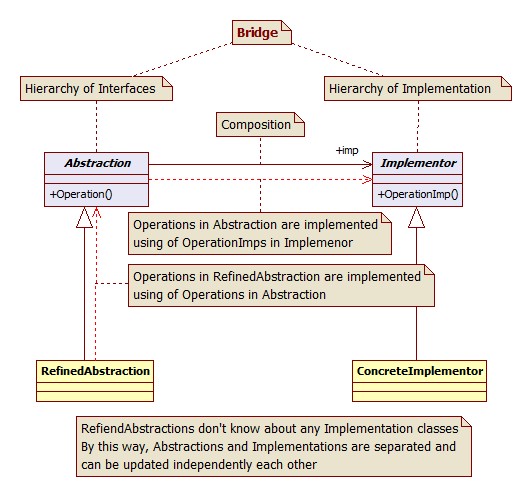 Bridge
Hierarchy of Interfaces
Hierarchy of Implementation
Composition
+imp
Abstraction
Implementor
+Operation()
+OperationImp()
Operations in Abstraction are implemented
using of OperationImps in Implemenor
Operations in RefinedAbstraction are implemented
using of Operations in Abstraction
RefinedAbstraction
ConcreteImplementor
RefiendAbstractions don't know about any Implementation classes
By this way, Abstractions and Implementations are separated and
can be updated independently each other